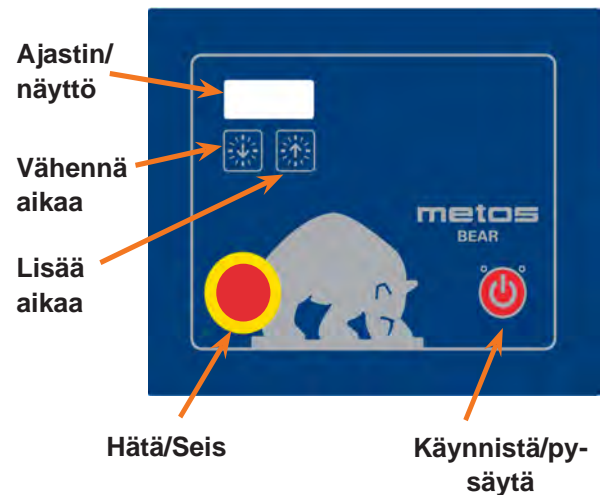 Ajastin/
näyttö
Vähennä
aikaa
Lisää
aikaa
metos
BEAR
Hätä/Seis
Käynnistä/py-
säytä